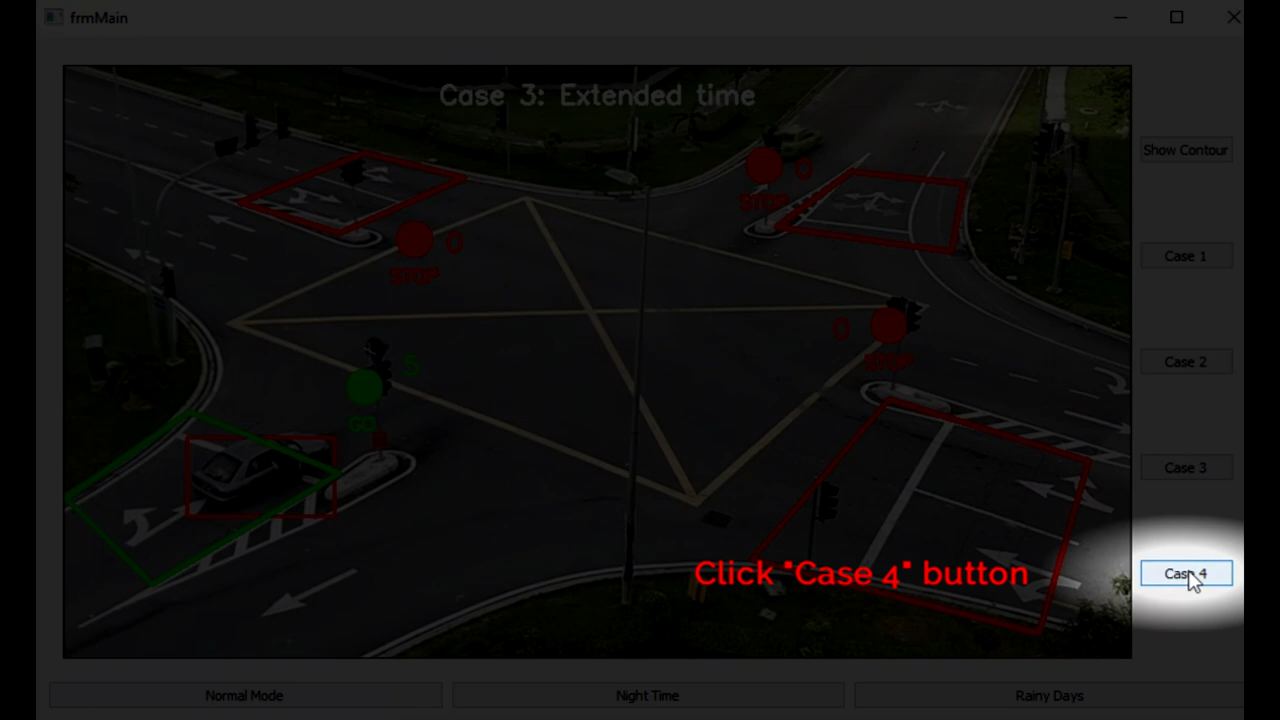 frmMain
Case 3: Extended time
Show Contour
0
STOP
0
STOP
Case 1
0
STOP
Case 2
5
GO
Case 3
Click "Case 4" button
Case 4
Normal Mode
Night Time
Rainy Days